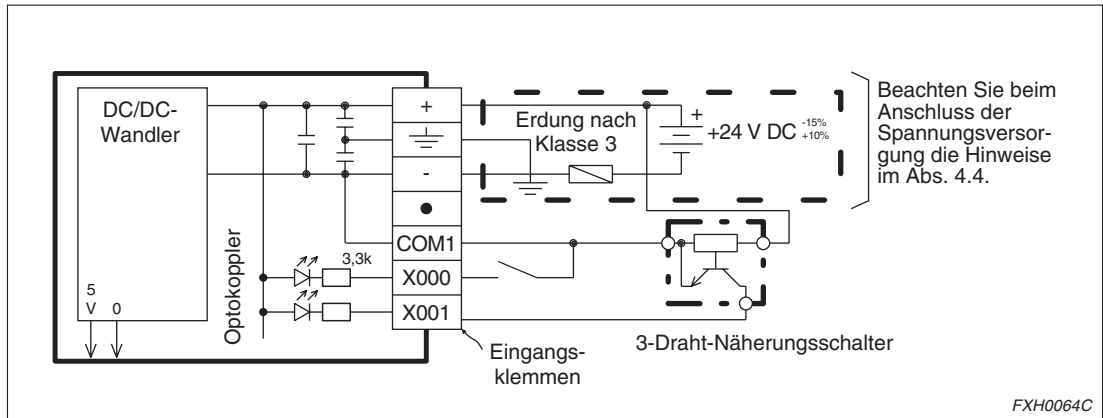 DC/DC-
Wandler
5
V 0
Optokoppler
3,3k
+
-
●
COM1
X000
X001
Eingangs-
klemmen
Erdung nach
Klasse 3
+
+24 V DC -15%
+10%
3-Draht-Näherungsschalter
Beachten Sie beim
Anschluss der
Spannungsversor-
gung die Hinweise
im Abs. 4.4.
FXH0064C